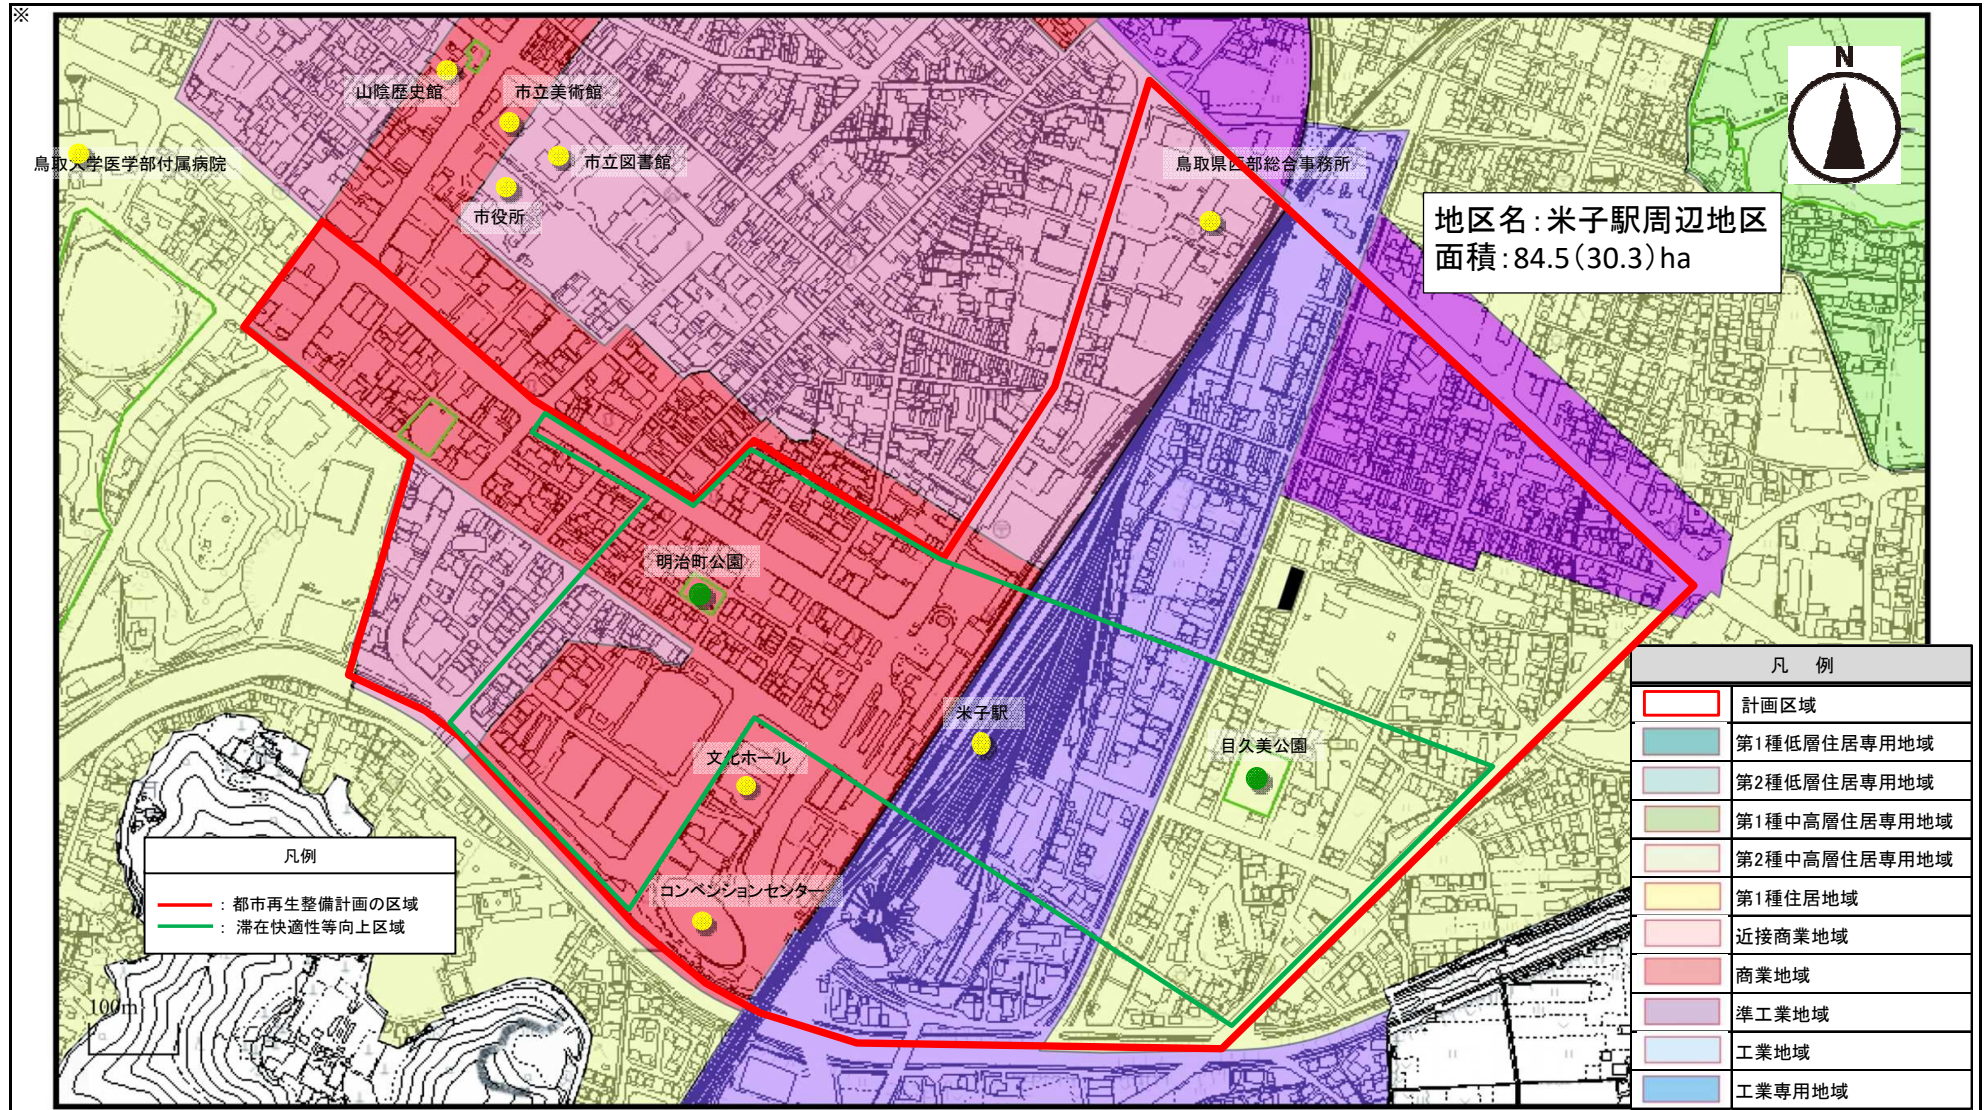 ※
山陰歴史館
市立美術館
市立図書館
市役所
鳥取大学医学部付属病院
鳥取県西部総合事務所
N
地区名：米子駅周辺地区
面積：84.5（30.3）ha
明治町公園
米子駅
目久美公園
文化ホール
コンベンションセンター
凡例
：都市再生整備計画の区域
：滞在快適性等向上区域
100m
凡　例
計画区域
第1種低層住居専用地域
第2種低層住居専用地域
第1種中高層住居専用地域
第2種中高層住居専用地域
第1種住居地域
近接商業地域
商業地域
準工業地域
工業地域
工業専用地域